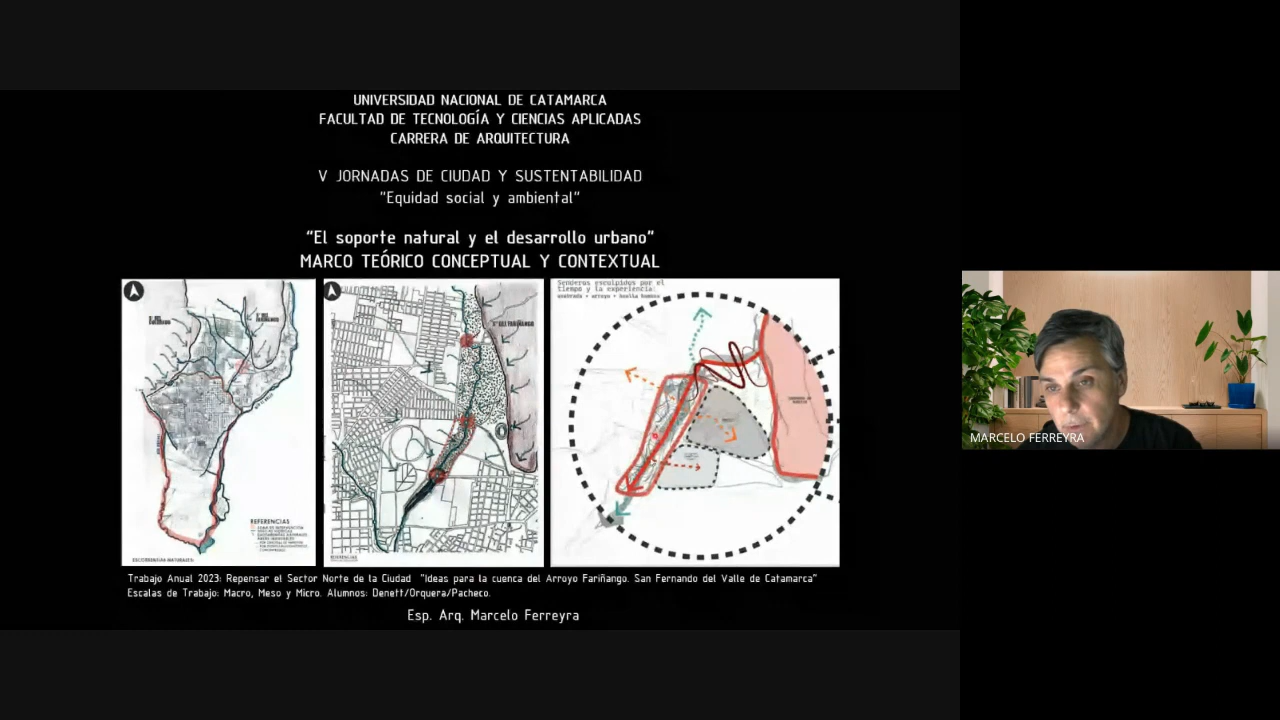 UNIVERSIDAD NACIONAL DE CATAMARCA
FACULTAD DE TECNOLOGÍA Y CIENCIAS APLICADAS
CARRERA DE ARQUITECTURA
V JORNADAS DE CIUDAD Y SUSTENTABILIDAD
"Equidad social y ambiental"
"El soporte natural y el desarrollo urbano"
MARCO TEÓRICO CONCEPTUAL Y CONTEXTUAL
Senderos esculpidos por el
tiempo y la experiencia:
REFERENCIAS
REFERENCIAS
Trabajo Anual 2023: Repensar el Sector Norte de la Ciudad "Ideas para la cuenca del Arroyo Fariñango. San Fernando del Valle de Catamarca"
Escalas de Trabajo: Macro, Meso y Micro. Alumnos: Denett/Orquera/Pacheco.
Esp. Arq. Marcelo Ferreyra
MARCELO FERREYRA